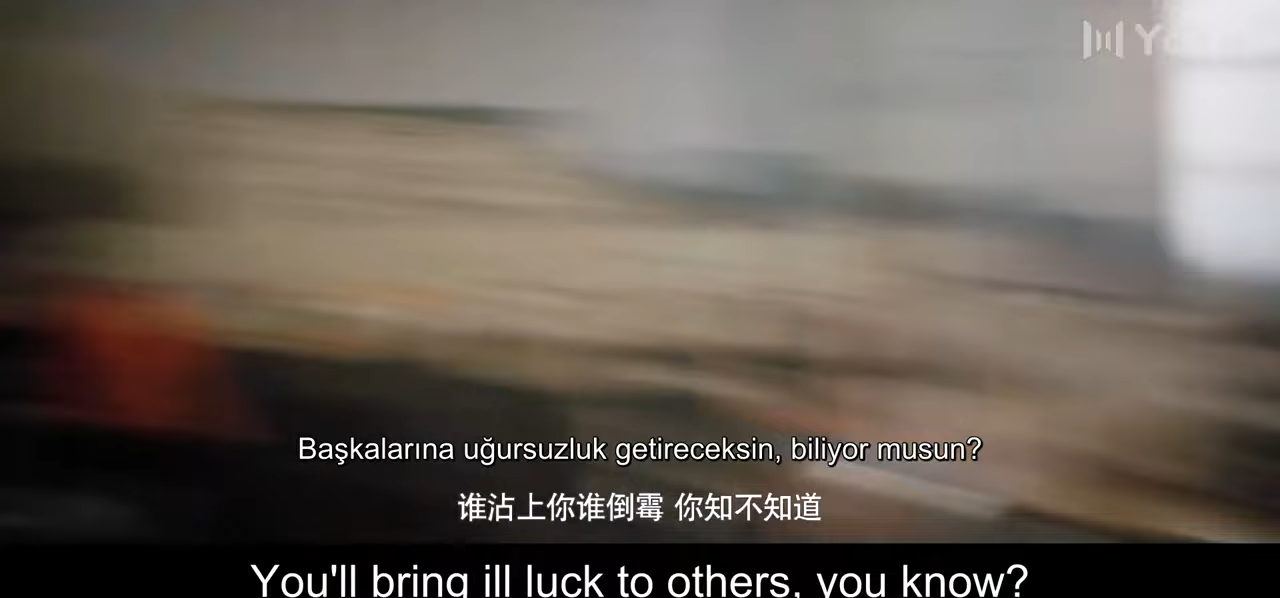 Başkalarına uğursuzluk getireceksin, biliyor musun?
谁沾上你谁倒霉 你知不知道
You'll bring ill luck to others, you know?